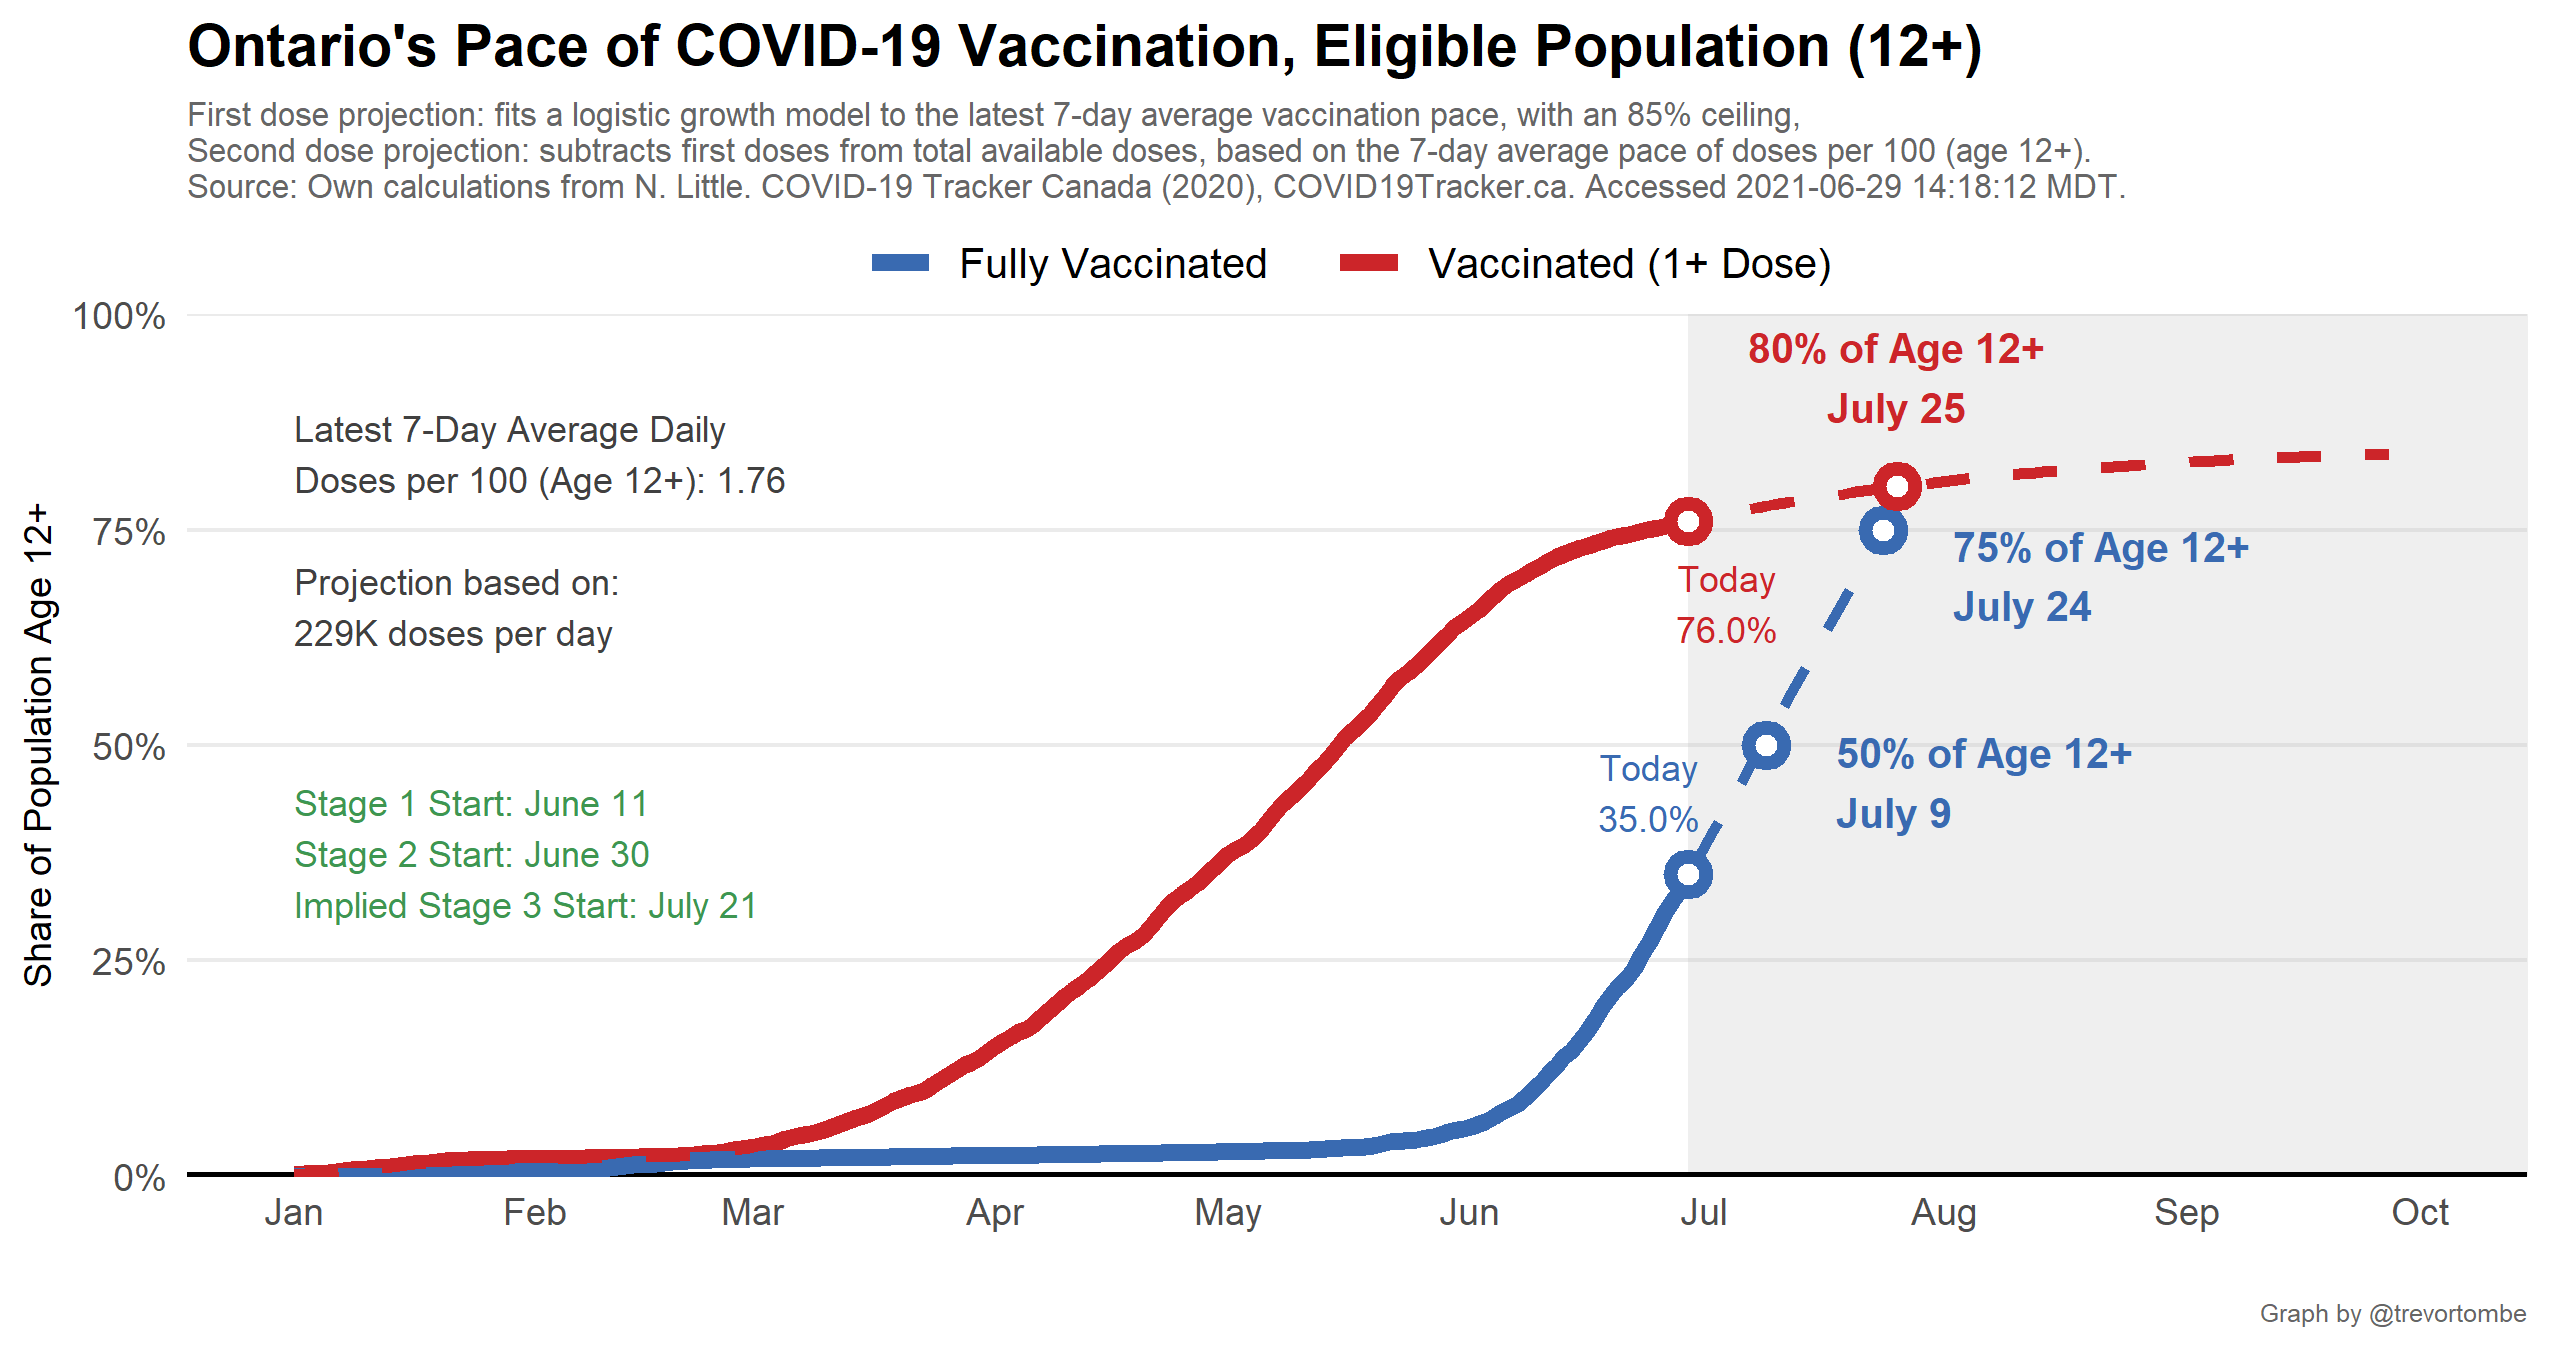 Ontario's Pace of COVID-19 Vaccination, Eligible Population (12+)
First dose projection: fits a logistic growth model to the latest 7-day average vaccination pace, with an 85% ceiling,
Second dose projection: subtracts first doses from total available doses, based on the 7-day average pace of doses per 100 (age 12+).
Source: Own calculations from N. Little. COVID-19 Tracker Canada (2020), COVID19Tracker.ca. Accessed 2021-06-29 14:18:12 MDT.
Fully Vaccinated
Vaccinated (1+ Dose)
Share of Population Age 12+
100%
75%
50%
25%
0%
Latest 7-Day Average Daily
Doses per 100 (Age 12+): 1.76
Projection based on:
229K doses per day
Stage 1 Start: June 11
Stage 2 Start: June 30
Implied Stage 3 Start: July 21
80% of Age 12+
July 25
Today
76.0%
75% of Age 12+
July 24
Today
35.0%
50% of Age 12+
July 9
Jan
Feb
Mar
Apr
May
Jun
Jul
Aug
Sep
Oct
Graph by @trevortombe